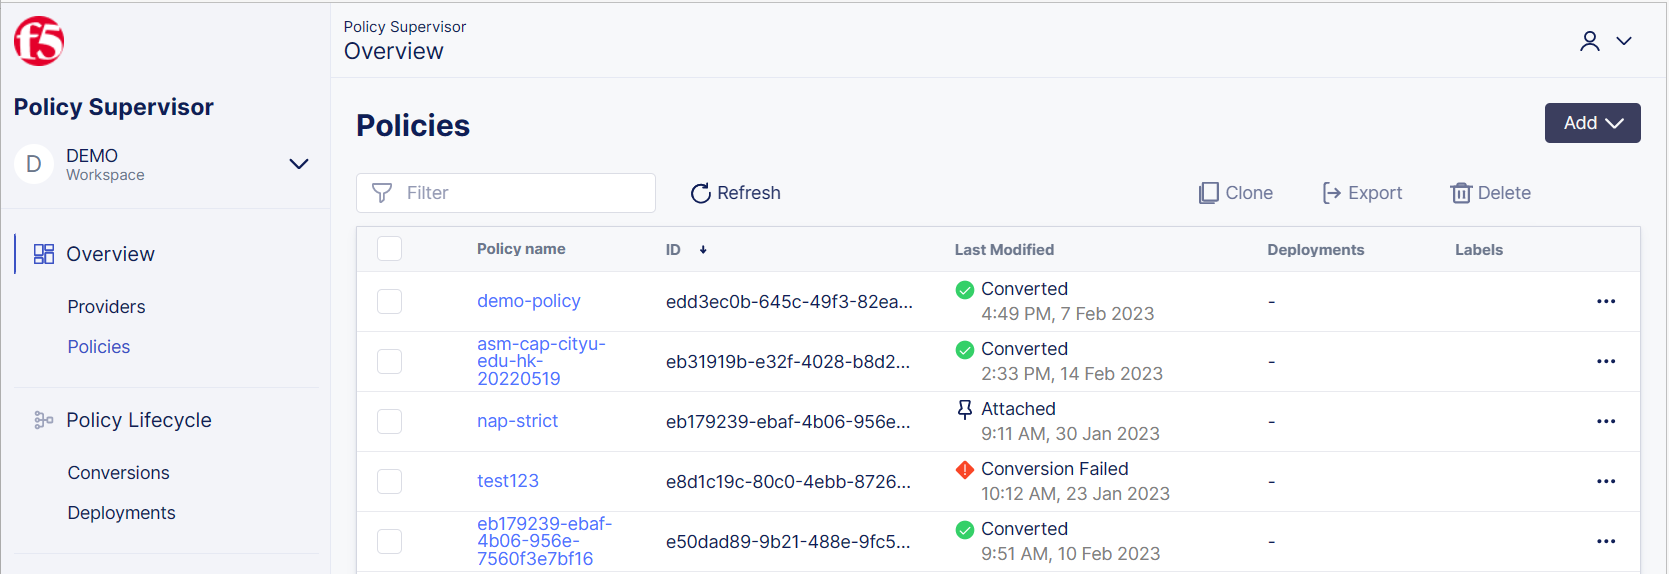 f5
Policy Supervisor
Overview
Policy Supervisor
D
DEMO
Workspace
Overview
Providers
Policies
Policy Lifecycle
Conversions
Deployments
Policies
Add
Filter
Refresh
Clone
Export
Delete
Policy name ID Last Modified Deployments Labels
demo-policy edd3ec0b-645c-49f3-82ea... Converted - ...
4:49 PM, 7 Feb 2023
asm-cap-cityu-
edu-hk-
20220519
eb31919b-e32f-4028-b8d2... Converted - ...
2:33 PM, 14 Feb 2023
nap-strict eb179239-ebaf-4b06-956e... Attached - ...
9:11 AM, 30 Jan 2023
test123 e8d1c19c-80c0-4ebb-8726... Conversion Failed - ...
10:12 AM, 23 Jan 2023
eb179239-ebaf-
4b06-956e-
7560f3e7bf16
e50dad89-9b21-488e-9fc5... Converted - ...
9:51 AM, 10 Feb 2023